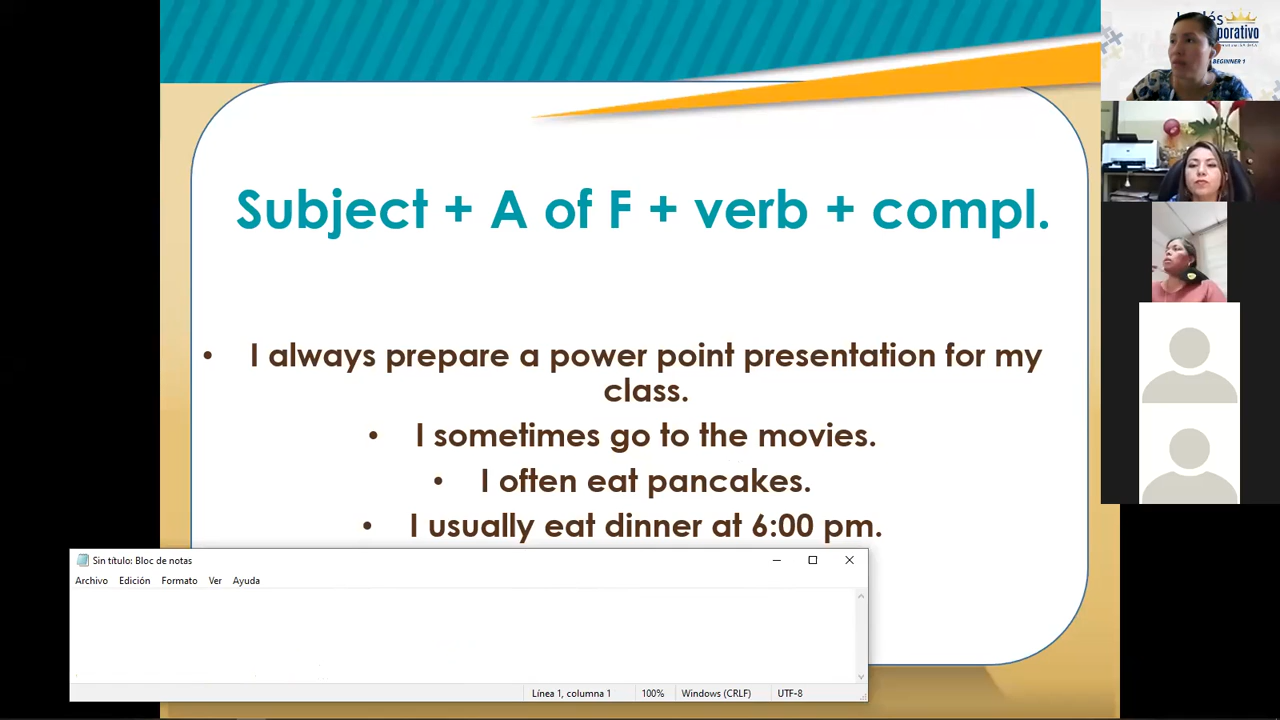 Subject + A of F + verb + compl.
• I always prepare a power point presentation for my
class.
• I sometimes go to the movies.
• I often eat pancakes.
• I usually eat dinner at 6:00 pm.
Sin título: Bloc de notas
Archivo Edición Formato Ver Ayuda
Línea 1, columna 1 100% Windows (CRLF) UTF-8
BEGINNER 1